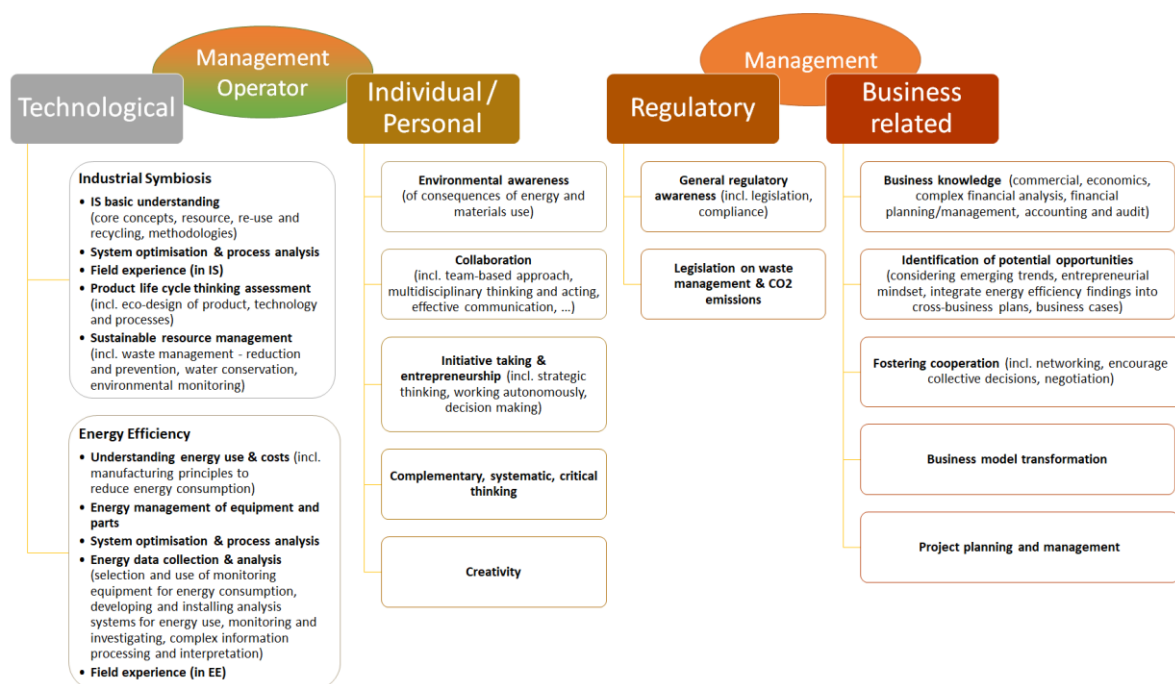 Management
Operator
Technological
Individual /
Personal
Management
Regulatory
Business
related
Industrial Symbiosis
• IS basic understanding
(core concepts, resource, re-use and
recycling, methodologies)
• System optimisation & process analysis
• Field experience (in IS)
• Product life cycle thinking assessment
(incl. eco-design of product, technology
and processes)
• Sustainable resource management
(incl. waste management - reduction
and prevention, water conservation,
environmental monitoring)
Energy Efficiency
• Understanding energy use & costs (incl.
manufacturing principles to
reduce energy consumption)
• Energy management of equipment and
parts
• System optimisation & process analysis
• Energy data collection & analysis
(selection and use of monitoring
equipment for energy consumption,
developing and installing analysis
systems for energy use, monitoring and
investigating, complex information
processing and interpretation)
• Field experience (in EE)
Environmental awareness
(of consequences of energy and
materials use)
Collaboration
(incl. team-based approach,
multidisciplinary thinking and acting,
effective communication, ...)
Initiative taking &
entrepreneurship (incl. strategic
thinking, working autonomously,
decision making)
Complementary, systematic, critical
thinking
Creativity
General regulatory
awareness (incl. legislation,
compliance)
Legislation on waste
management & CO2
emissions
Business knowledge (commercial, economics,
complex financial analysis, financial
planning/management, accounting and audit)
Identification of potential opportunities
(considering emerging trends, entrepreneurial
mindset, integrate energy efficiency findings into
cross-business plans, business cases)
Fostering cooperation (incl. networking, encourage
collective decisions, negotiation)
Business model transformation
Project planning and management